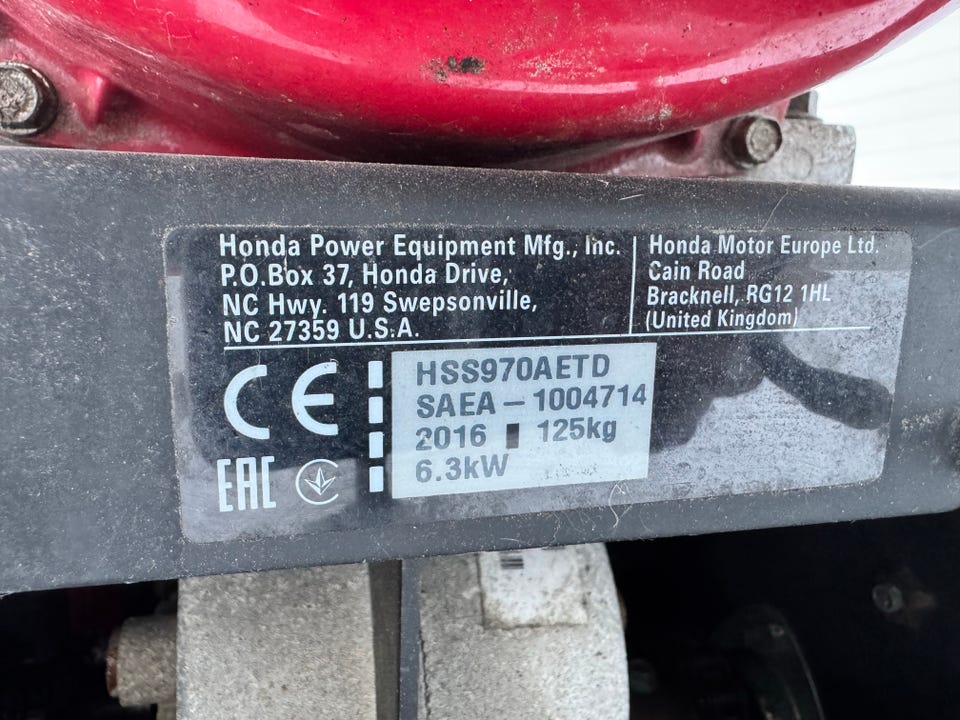 Honda Power Equipment Mfg., Inc.
P.O.Box 37, Honda Drive,
NC Hwy. 119 Swepsonville,
NC 27359 U.S.A.
Honda Motor Europe Ltd.
Cain Road
Bracknell, RG12 1HL
(United Kingdom)
CE
EAC
HSS970AETD
SAEA-1004714
2016 125kg
6.3kW